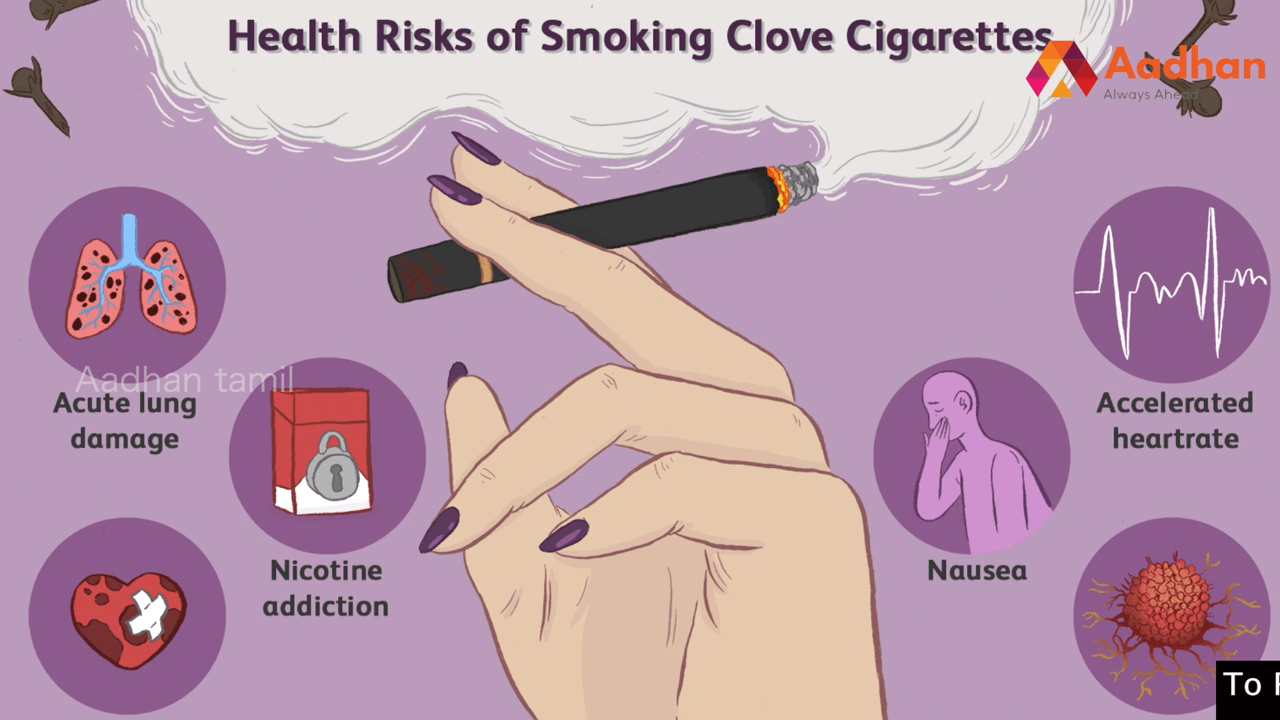 Health Risks of Smoking Clove Cigarettes
Aadhan
Always Ahead
Aadhan tamil
Acute lung
damage
Nicotine
addiction
Accelerated
heartrate
Nausea
To